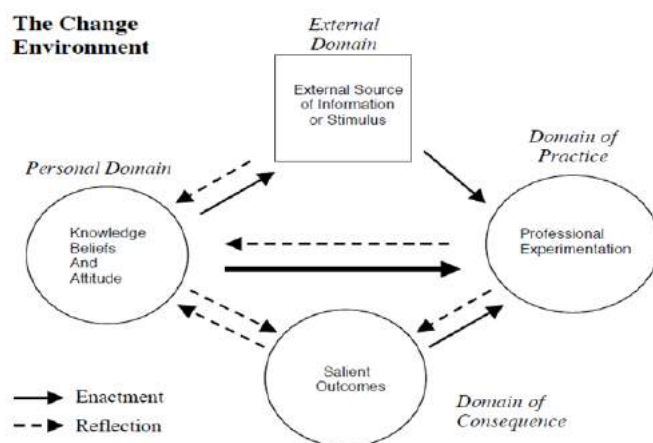 The Change
Environment
External
Domain
External Source
of Information
or Stimulus
Domain of
Practice
Personal Domain
Knowledge
Beliefs
And
Attitude
Professional
Experimentation
Salient
Outcomes
Enactment
Reflection
Domain of
Consequence